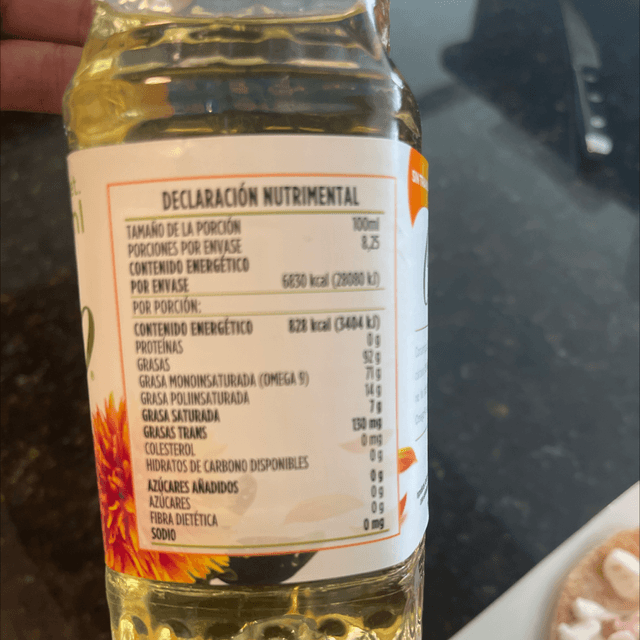 DECLARACIÓN NUTRIMENTAL
TAMAÑO DE LA PORCIÓN 100ml
PORCIONES POR ENVASE 8,25
CONTENIDO ENERGÉTICO
POR ENVASE 6830 kcal (28080 kJ)
POR PORCIÓN:
CONTENIDO ENERGÉTICO 828 kcal (3404 kJ)
PROTEÍNAS 0 g
GRASAS 92 g
GRASA MONOINSATURADA (OMEGA 9) 71 g
GRASA POLIINSATURADA 14 g
GRASA SATURADA 7 g
GRASAS TRANS 130 mg
COLESTEROL 0 mg
HIDRATOS DE CARBONO DISPONIBLES 0 g
AZÚCARES AÑADIDOS 0 g
AZÚCARES 0 g
FIBRA DIETÉTICA 0 g
SODIO 0 mg